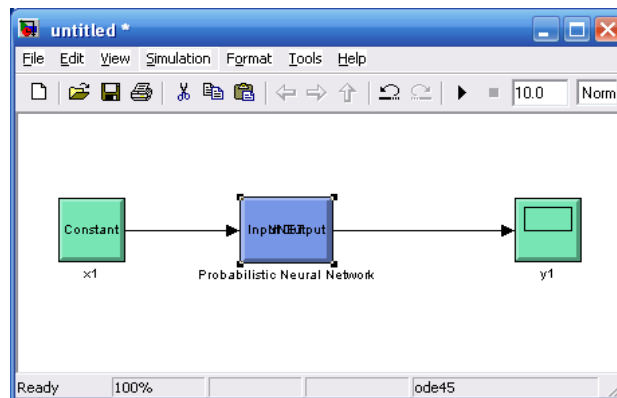 untitled *
File Edit View Simulation Format Tools Help
10.0 Norm
Constant
x1
Probabilistic Neural Network
y1
Ready 100% ode45